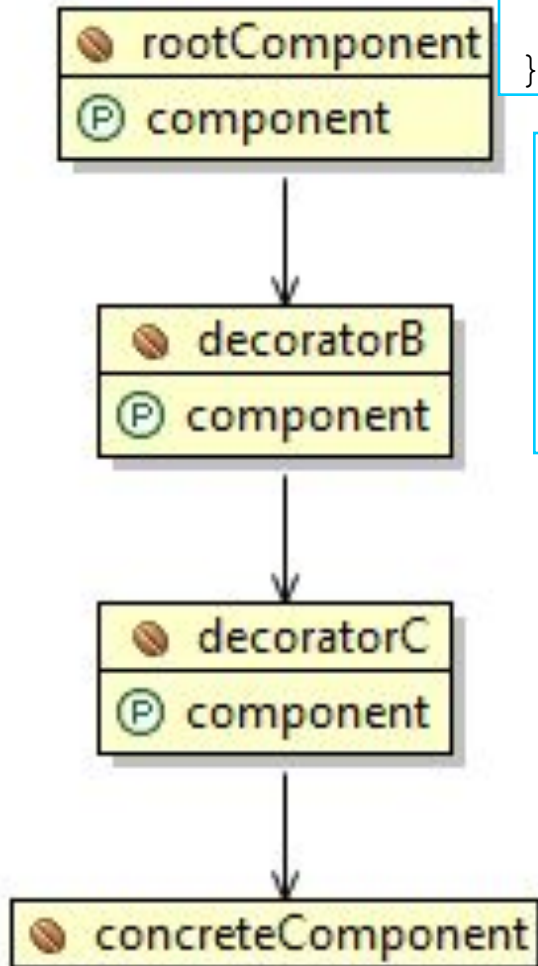 rootComponent
}
P component
decoratorB
P component
decoratorC
P component
concreteComponent